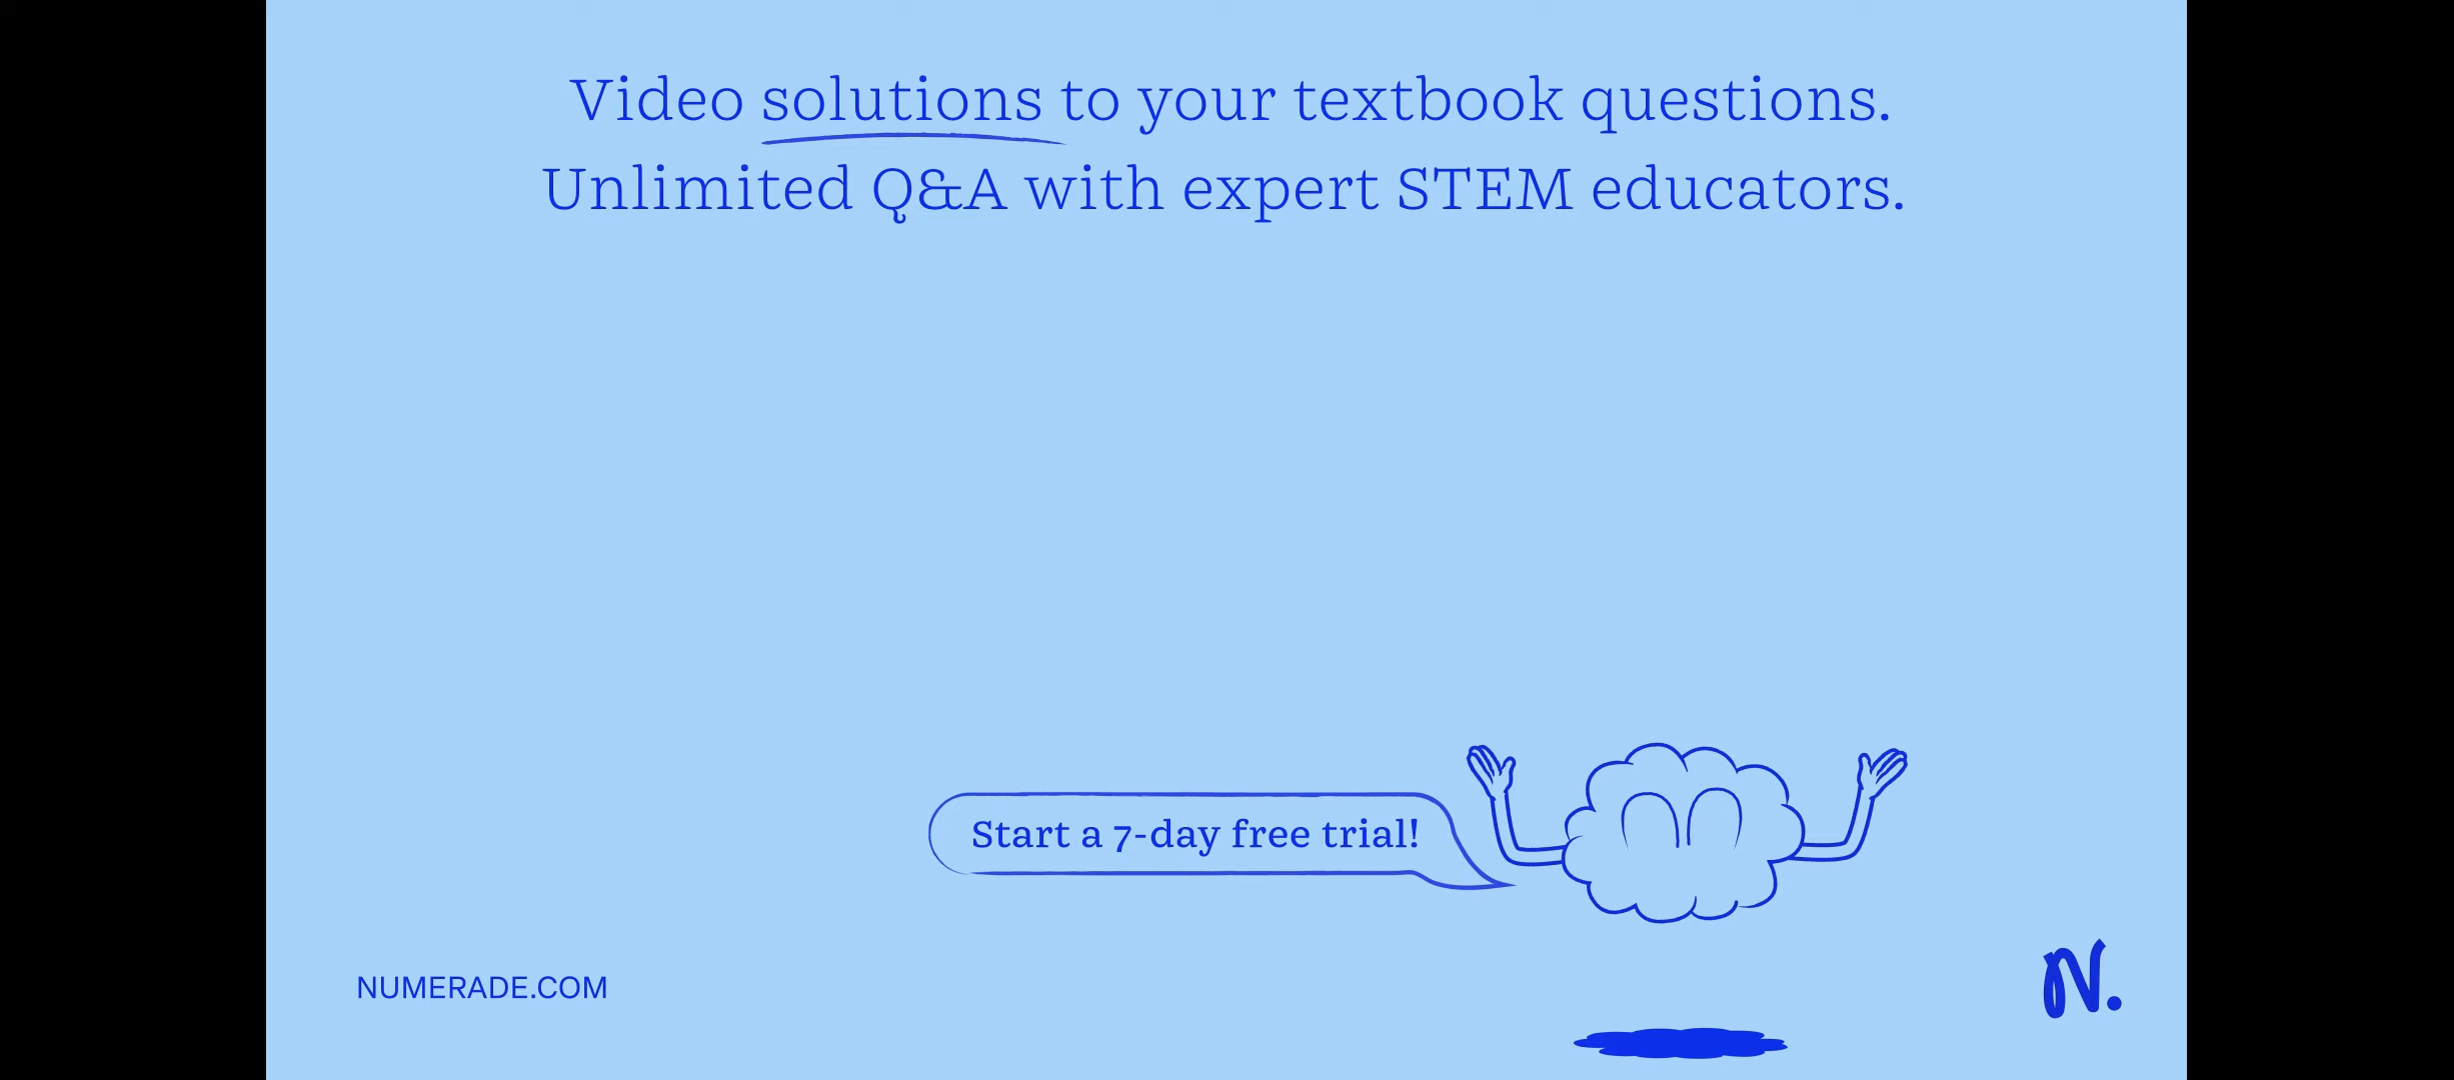 Video solutions to your textbook questions.
Unlimited Q&A with expert STEM educators.
Start a 7-day free trial!
NUMERADE.COM
N.